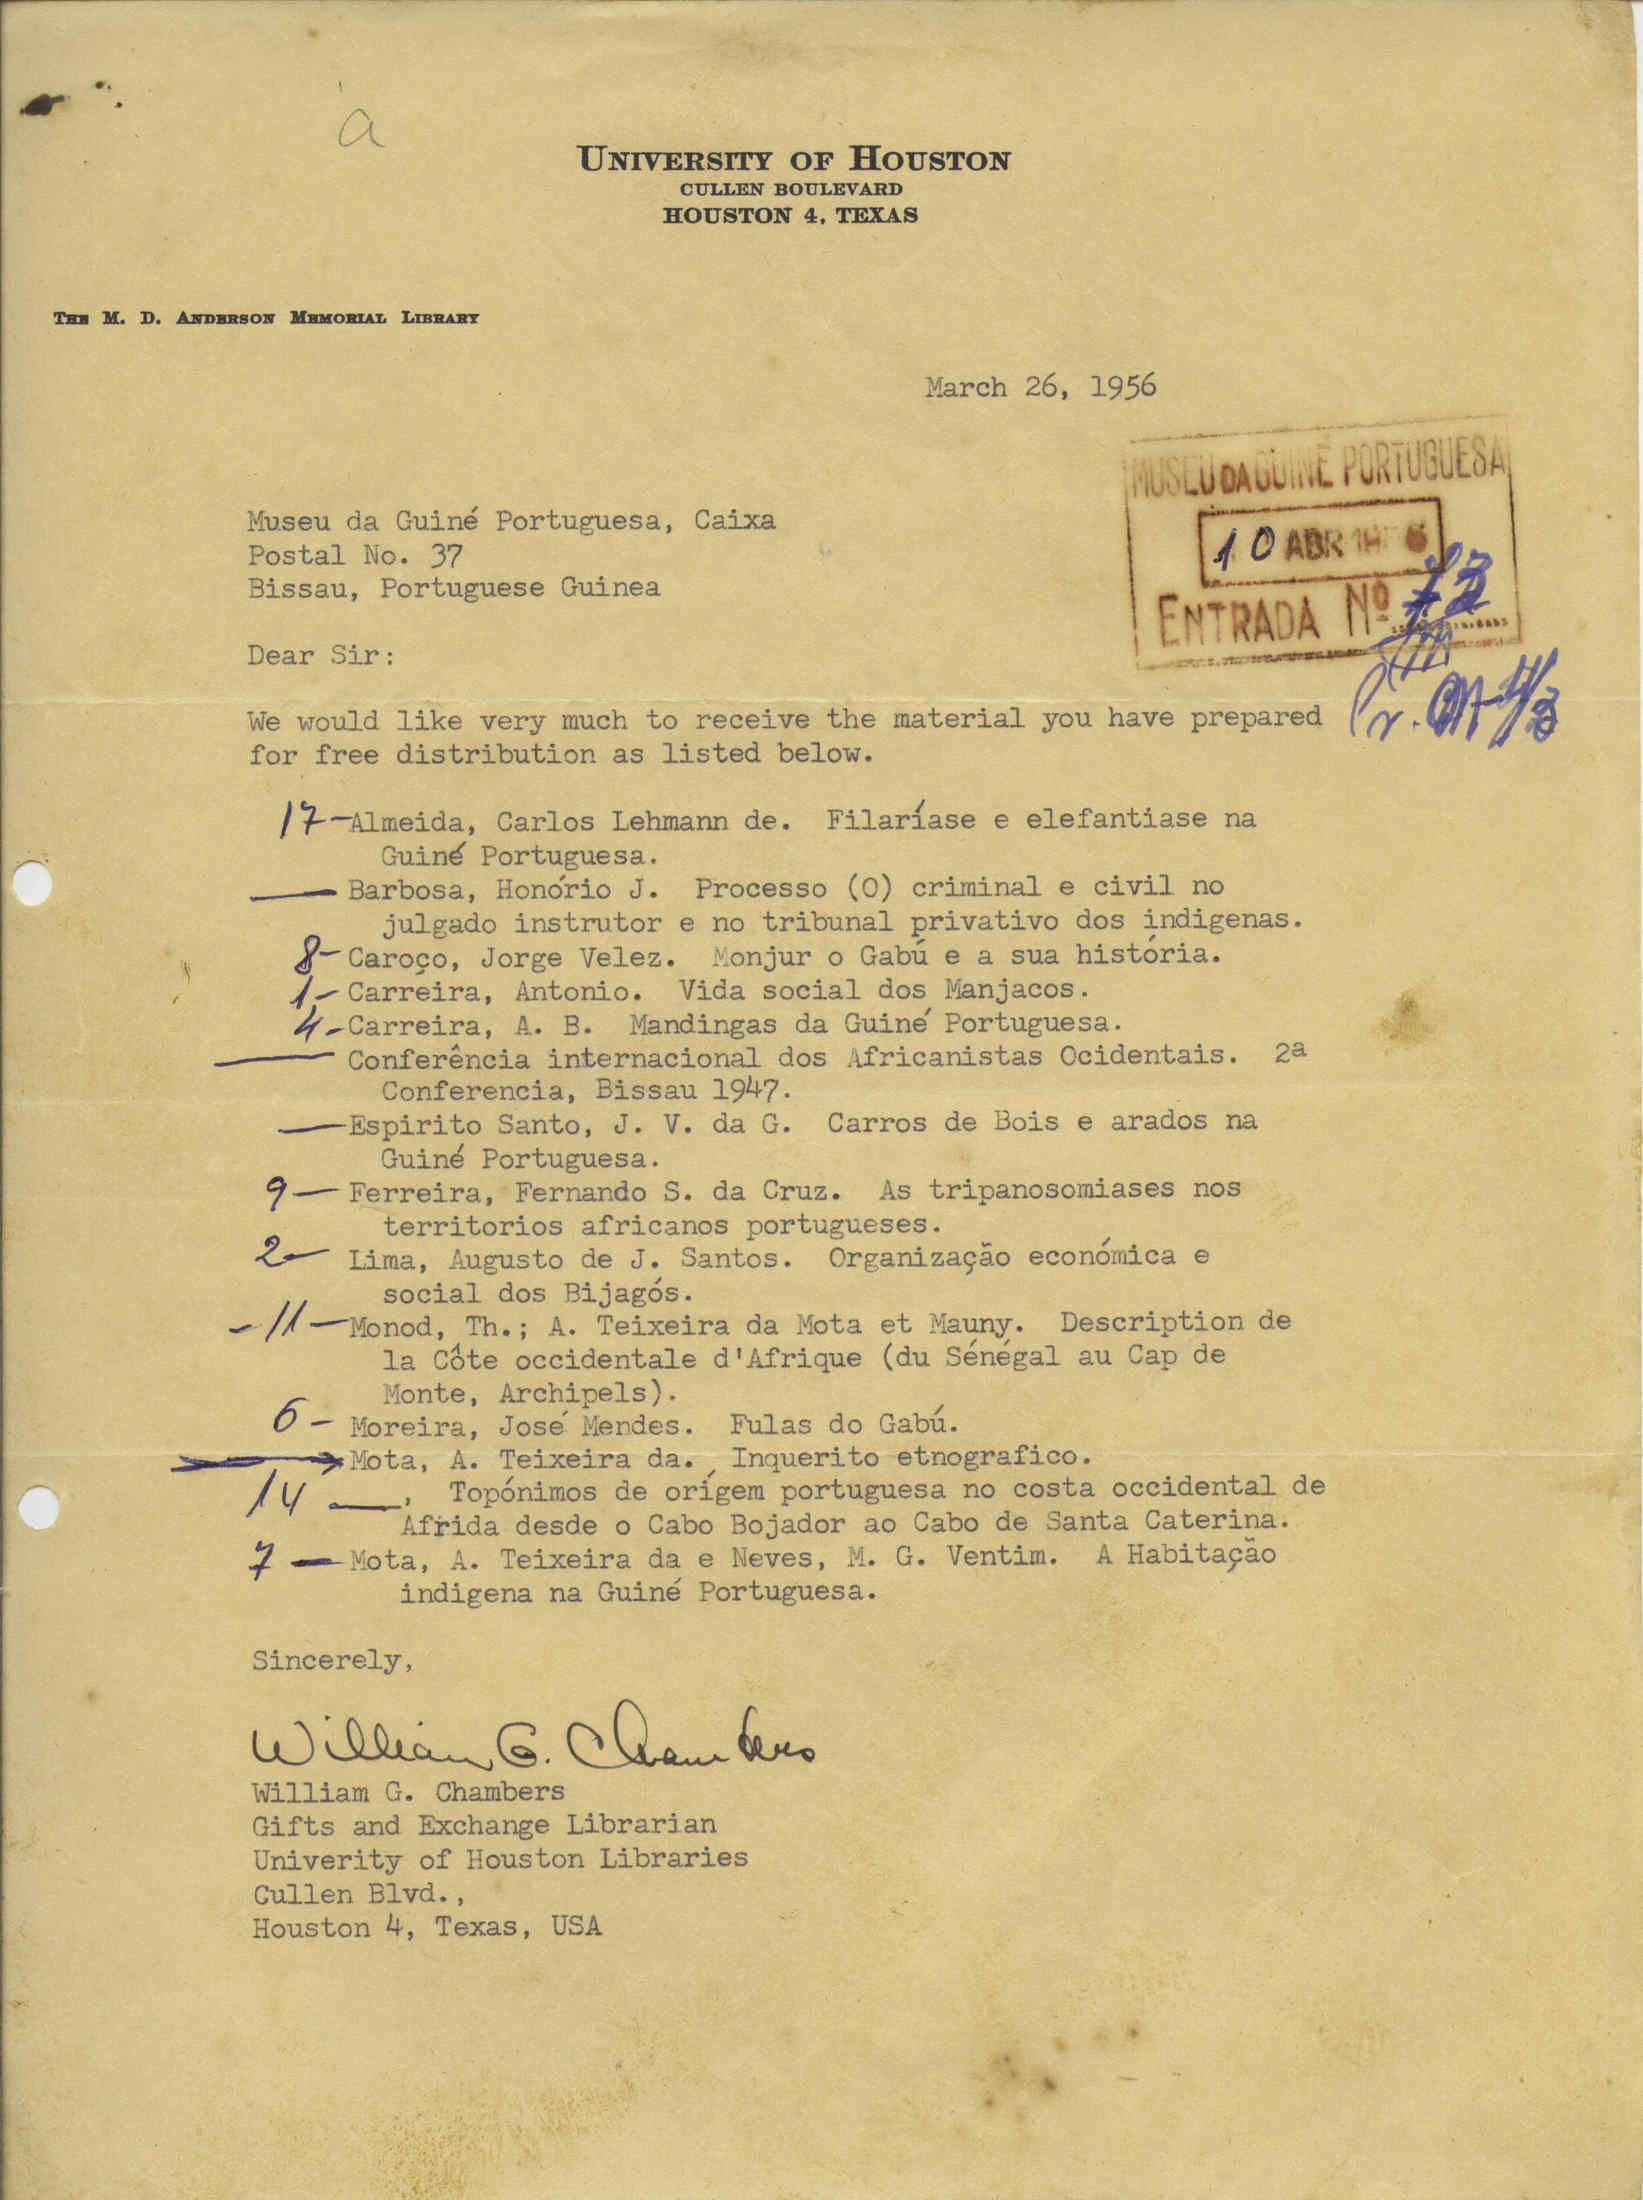 a
UNIVERSITY OF HOUSTON
CULLEN BOULEVARD
HOUSTON 4, TEXAS
THE M. D. ANDERSON MEMORIAL LIBRARY
March 26, 1956
MUSEU DA GUINÉ PORTUGUESA
10 ABR
ENTRADA Nº 73
Museu da Guiné Portuguesa, Caixa
Postal No. 37
Bissau, Portuguese Guinea
Dear Sir:
We would like very much to receive the material you have prepared
for free distribution as listed below.
17 - Almeida, Carlos Lehmann de. Filaríase e elefantiase na
Guiné Portuguesa.
— Barbosa, Honório J. Processo (O) criminal e civil no
julgado instrutor e no tribunal privativo dos indigenas.
8 - Caroço, Jorge Velez. Monjur o Gabú e a sua história.
1 - Carreira, Antonio. Vida social dos Manjacos.
4 - Carreira, A. B. Mandingas da Guiné Portuguesa.
— Conferência internacional dos Africanistas Ocidentais. 2a
Conferencia, Bissau 1947.
— Espirito Santo, J. V. da G. Carros de Bois e arados na
Guiné Portuguesa.
9 — Ferreira, Fernando S. da Cruz. As tripanosomiases nos
territorios africanos portugueses.
2 — Lima, Augusto de J. Santos. Organização económica e
social dos Bijagós.
- 11 — Monod, Th.; A. Teixeira da Mota et Mauny. Description de
la Côte occidentale d'Afrique (du Sénégal au Cap de
Monte, Archipels).
6 - Moreira, José Mendes. Fulas do Gabú.
Mota, A. Teixeira da. Inquerito etnografico.
14 —, Topónimos de orígem portuguesa no costa occidental de
Afrida desde o Cabo Bojador ao Cabo de Santa Caterina.
7 — Mota, A. Teixeira da e Neves, M. G. Ventim. A Habitação
indigena na Guiné Portuguesa.
Sincerely,
William G. Chambers
William G. Chambers
Gifts and Exchange Librarian
Univerity of Houston Libraries
Cullen Blvd.,
Houston 4, Texas, USA